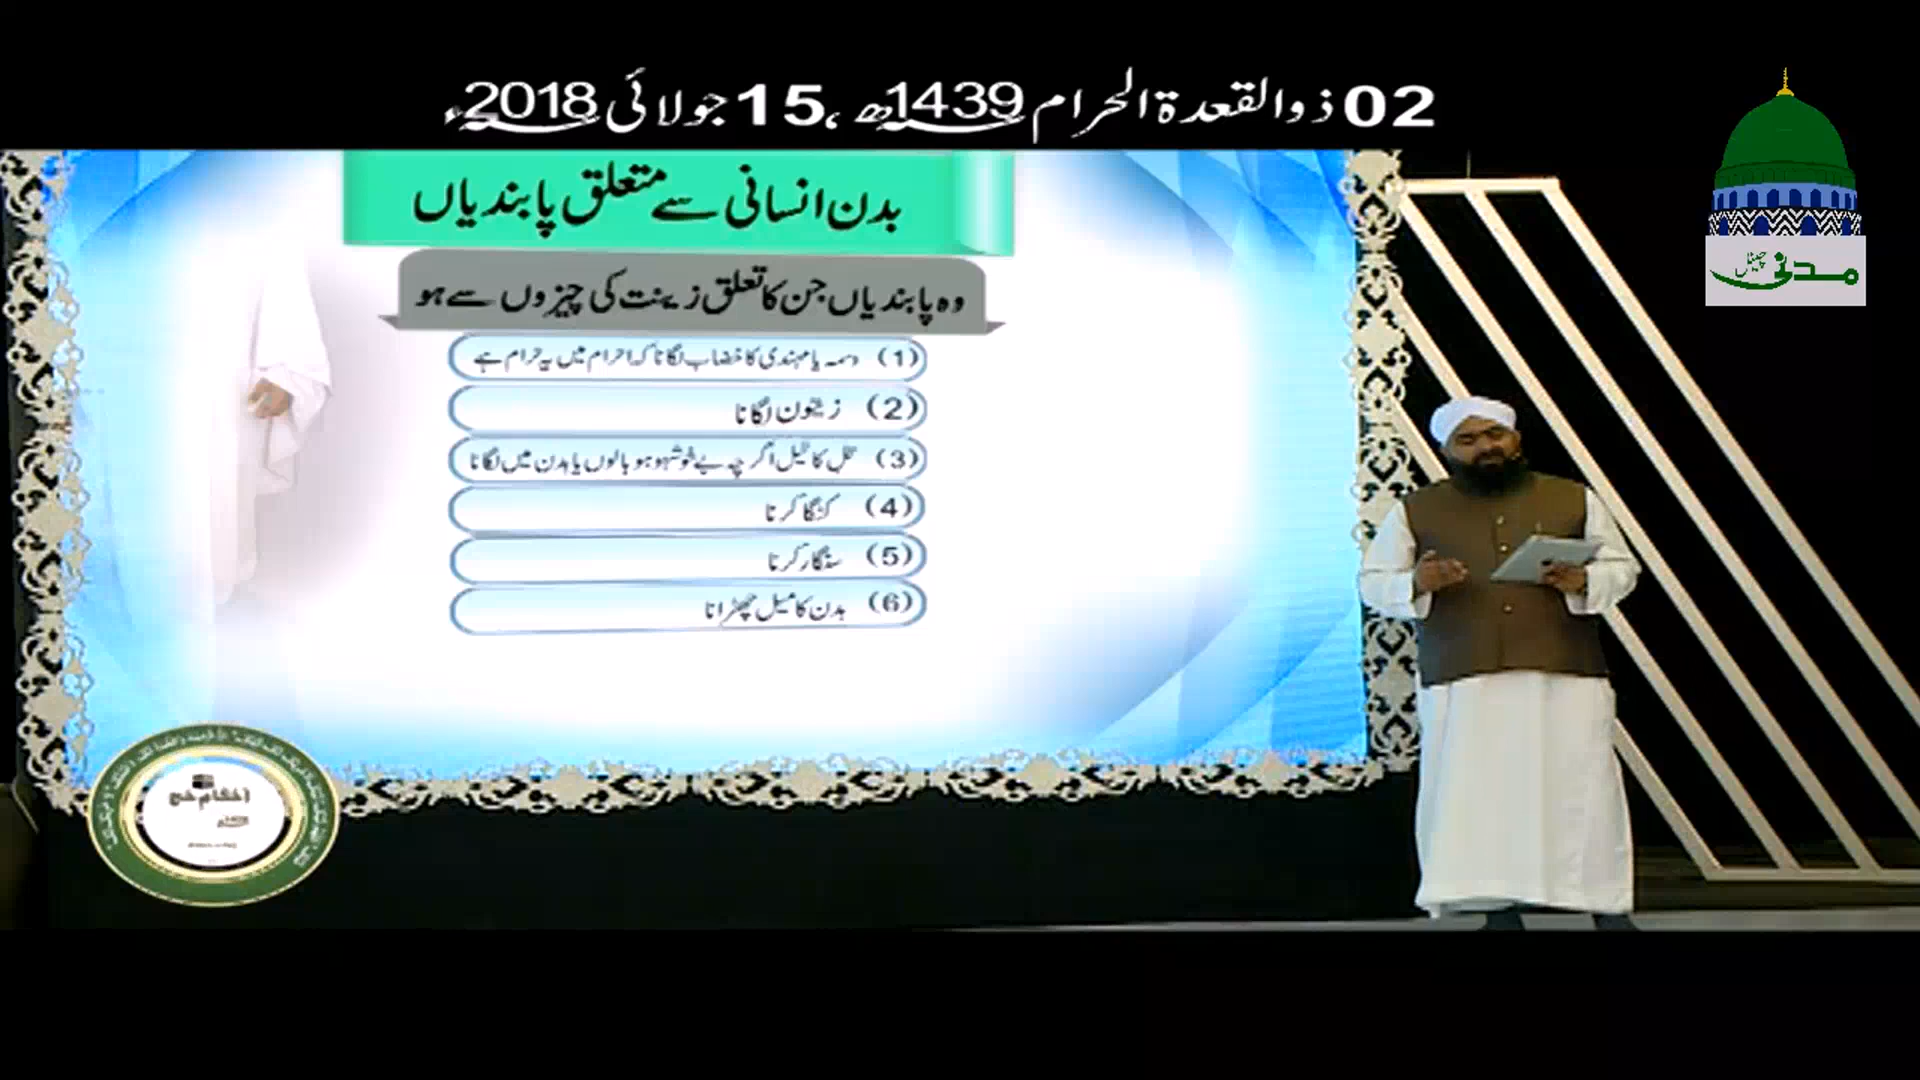 02 ذوالقعدۃ الحرام 1439ھ، 15 جولائی 2018ء
مدنی چینل
بدن انسانی سے متعلق پابندیاں
وہ پابندیاں جن کا تعلق زینت کی چیزوں سے ہو
(1) وسمہ یا مہندی کا خضاب لگانا کہ احرام میں یہ حرام ہے
(2) زیتون لگانا
(3) تل کا تیل اگرچہ بے خوشبو ہو بالوں یا بدن میں لگانا
(4) کنگا کرنا
(5) سنگار کرنا
(6) بدن کا میل چھڑانا
احکام حج